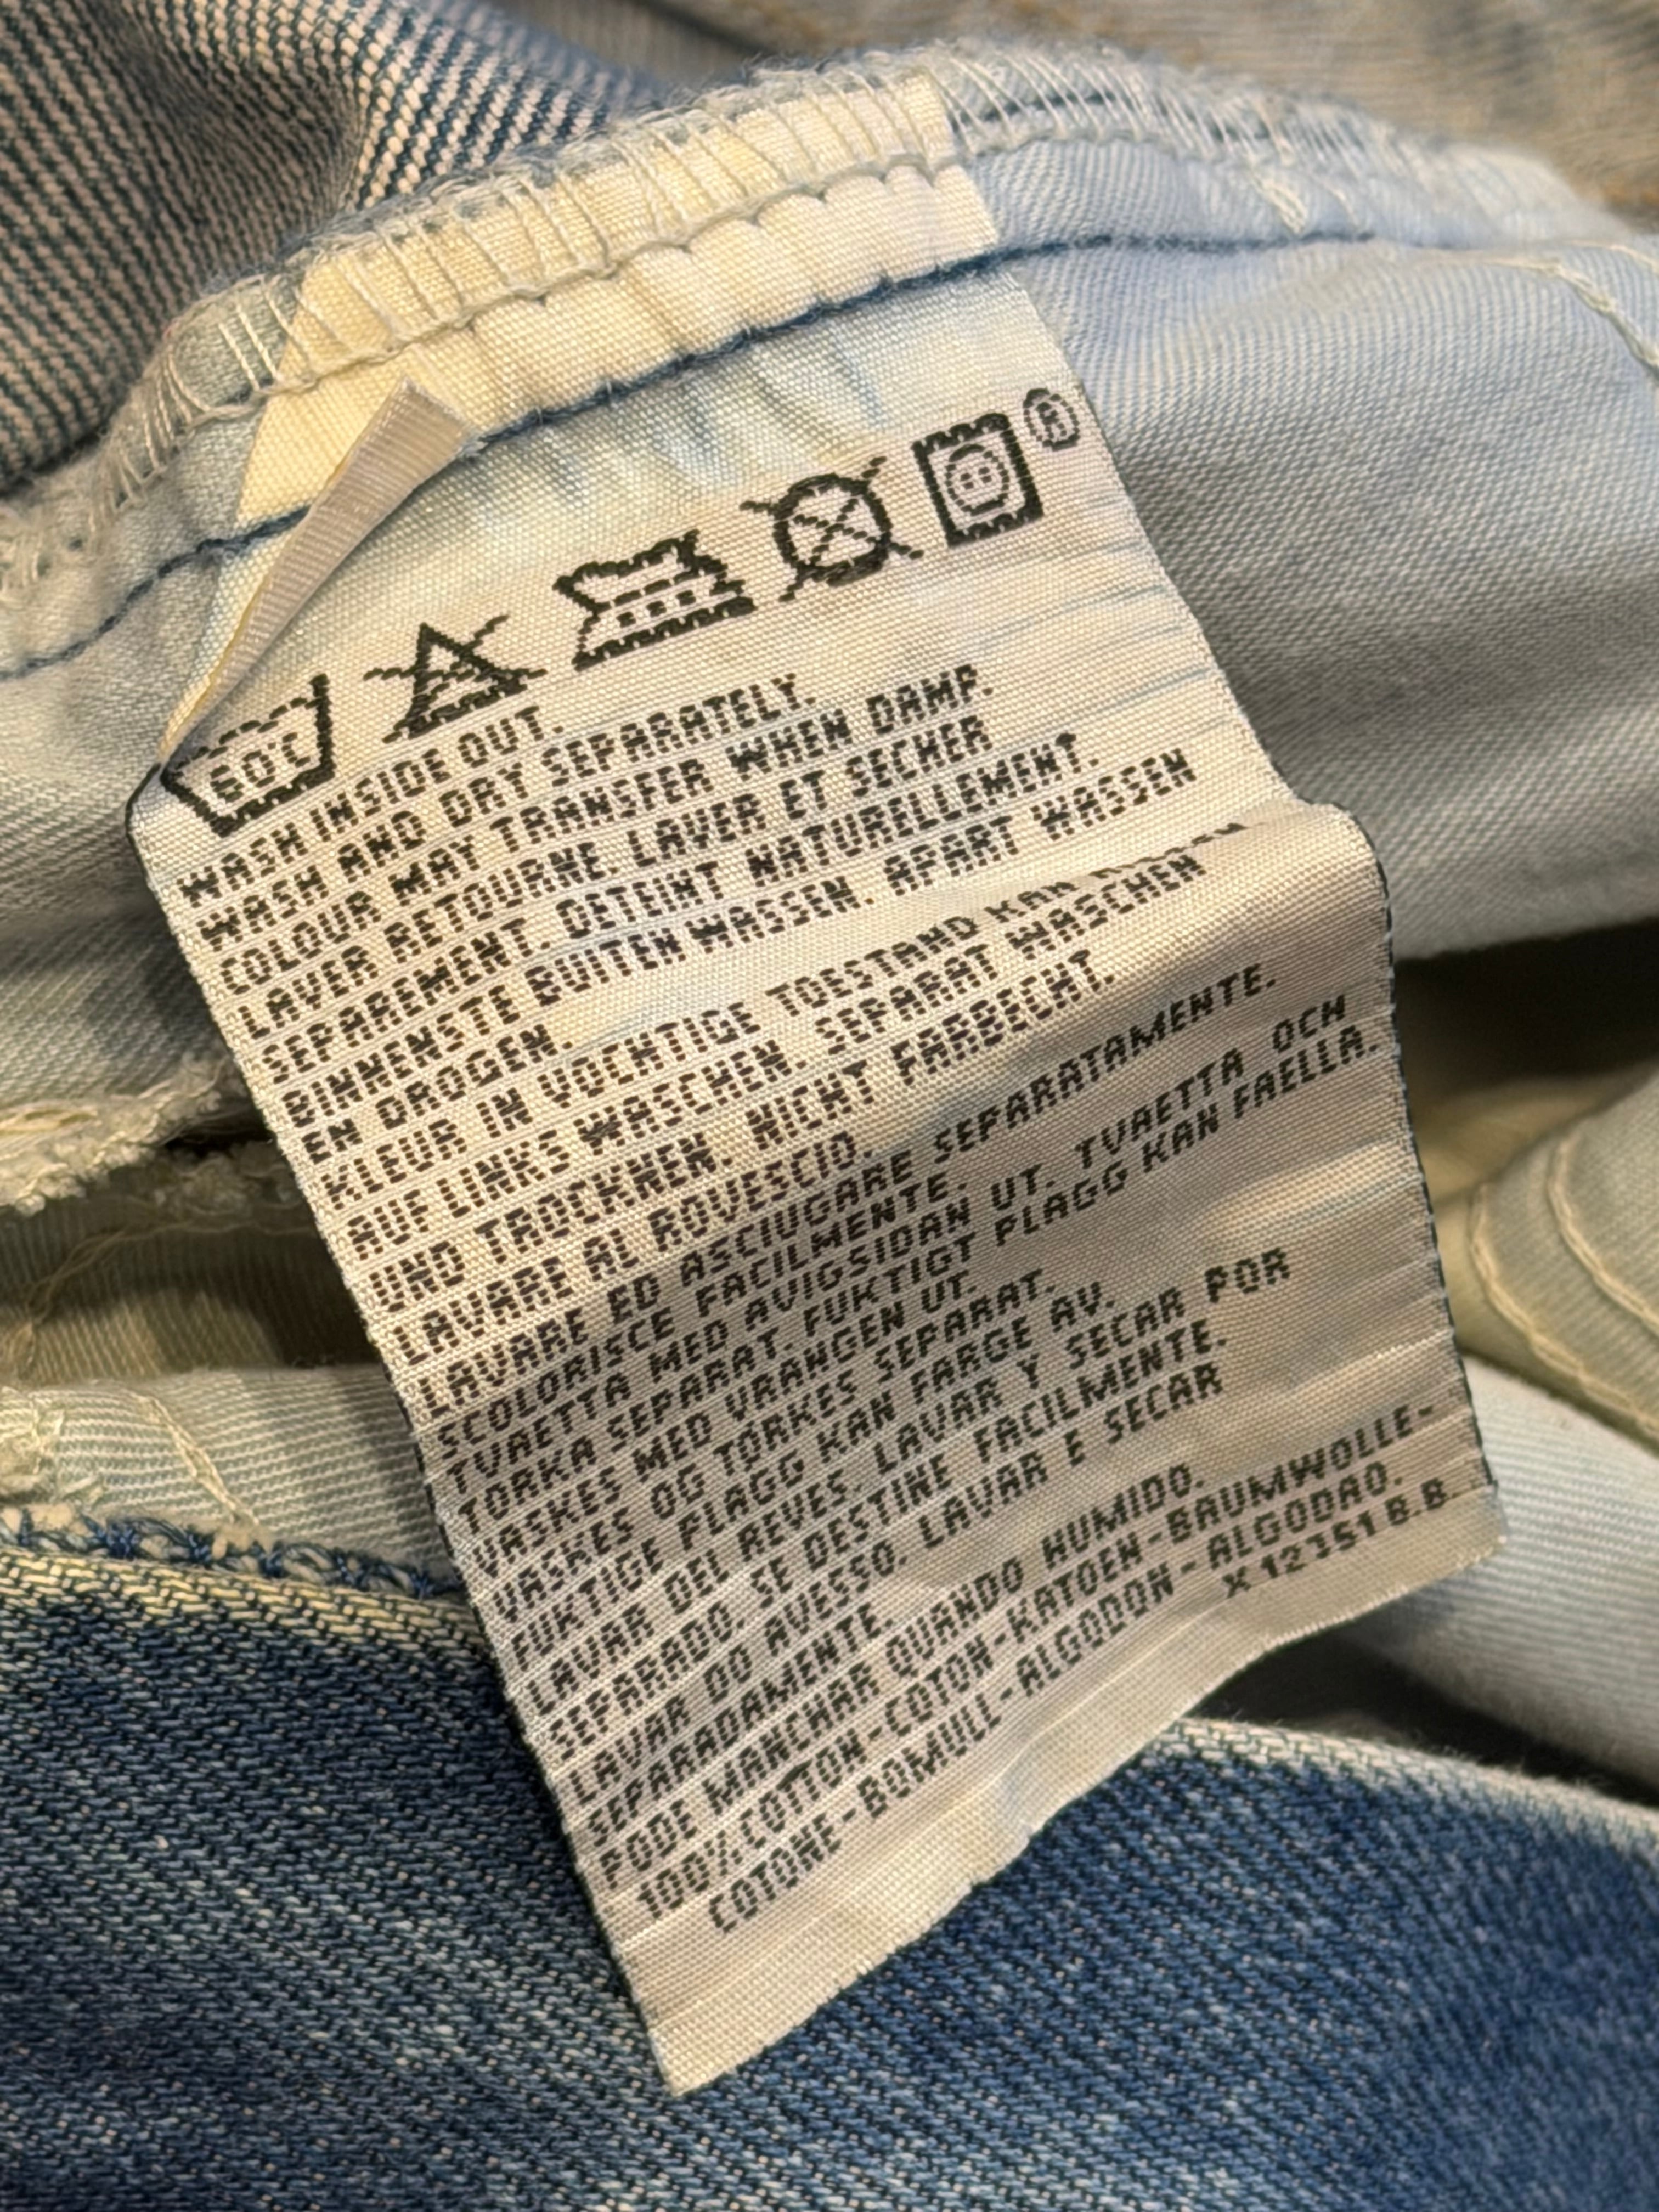 60°C
®
WASH INSIDE OUT.
WASH AND DRY SEPARATELY.
COLOUR MAY TRANSFER WHEN DAMP.
LAVER RETOURNE. LAVER ET SECHER
SEPAREMENT. DETEINT NATURELLEMENT.
BINNENSTE BUITEN WASSEN. APART WASSEN
EN DROGEN.
KLEUR IN VOCHTIGE TOESTAND KAN
AUF LINKS WASCHEN. SEPARAT WASCHEN
UND TROCKNEN. NICHT FARBECHT.
LAVARE AL ROVESCIO.
LAVARE ED ASCIUGARE SEPARATAMENTE.
SCOLORISCE FACILMENTE.
TVAETTA MED AVIGSIDAN UT. TVAETTA OCH
TORKA SEPARAT. FUKTIGT PLAGG KAN FAELLA.
VASKES MED VRANGEN UT.
VASKES OG TORKES SEPARAT.
FUKTIGE PLAGG KAN FARGE AV.
LAVAR DEL REVES. LAVAR Y SECAR POR
SEPARADO. SE DESTINE FACILMENTE.
LAVAR DO AVESSO. LAVAR E SECAR
SEPARADAMENTE.
PODE MANCHAR QUANDO HUMIDO.
100% COTTON-COTON-KATOEN-BAUMWOLLE-
COTONE-BOMULL-ALGODON-ALGODAO.
X 12351 B.B